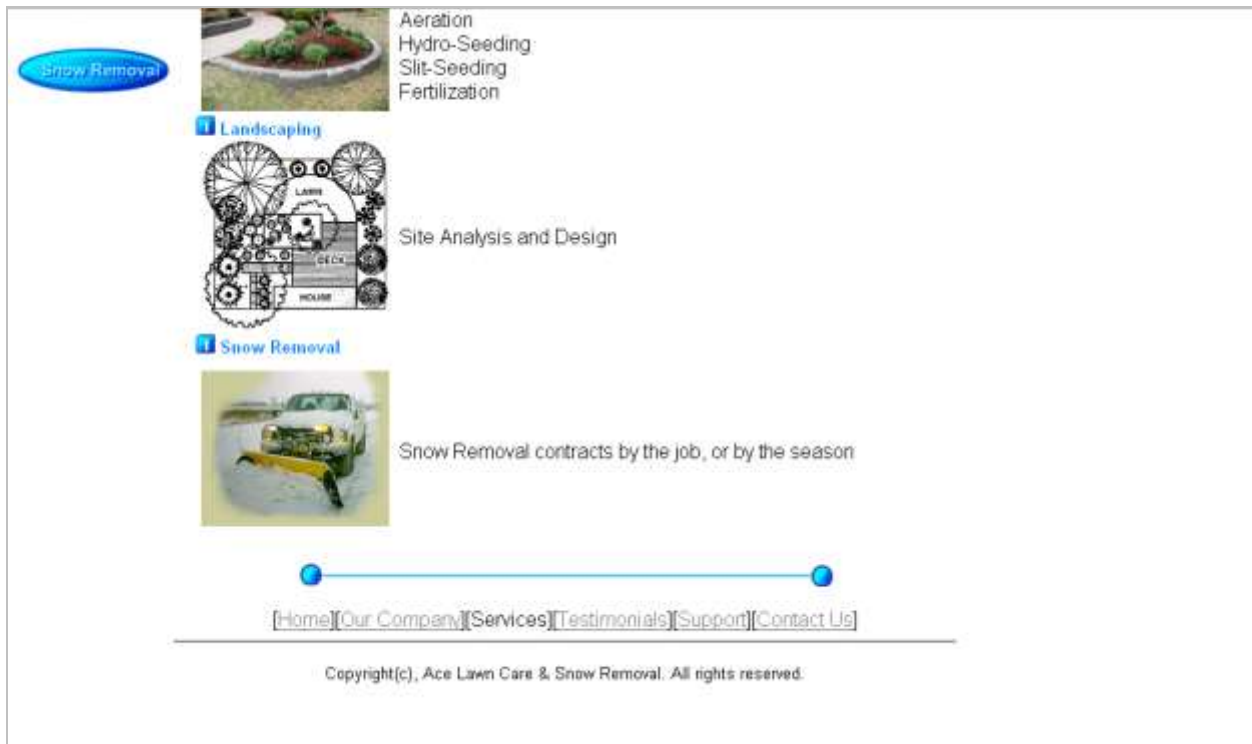 Aeration
Hydro-Seeding
Snow Removal
Slit-Seeding
Fertilization
Landscaping
LAWN
DECK
HOUSE
Site Analysis and Design
Snow Removal
Snow Removal contracts by the job, or by the season
[Home][Our Company][Services][Testimonials][Support][Contact Us]
Copyright(c), Ace Lawn Care & Snow Removal. All rights reserved.